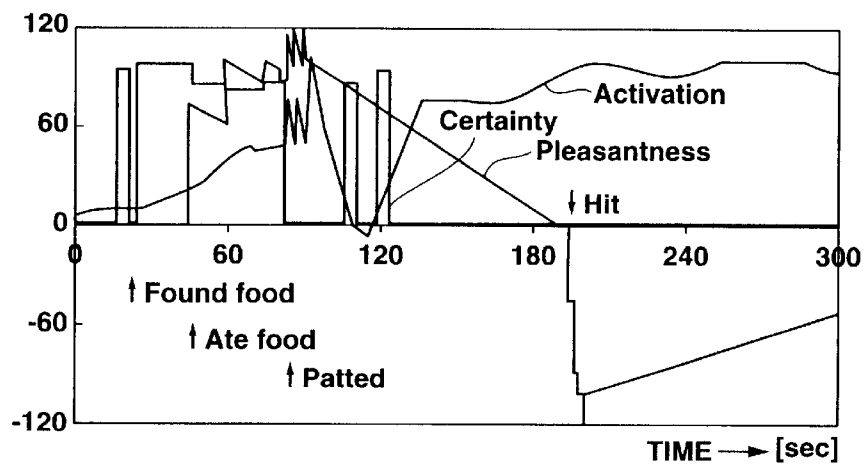 120
60
0
-60
-120
Activation
Certainty
Pleasantness
Hit
0 60 120 180 240 300
Found food
Ate food
Patted
TIME → [sec]